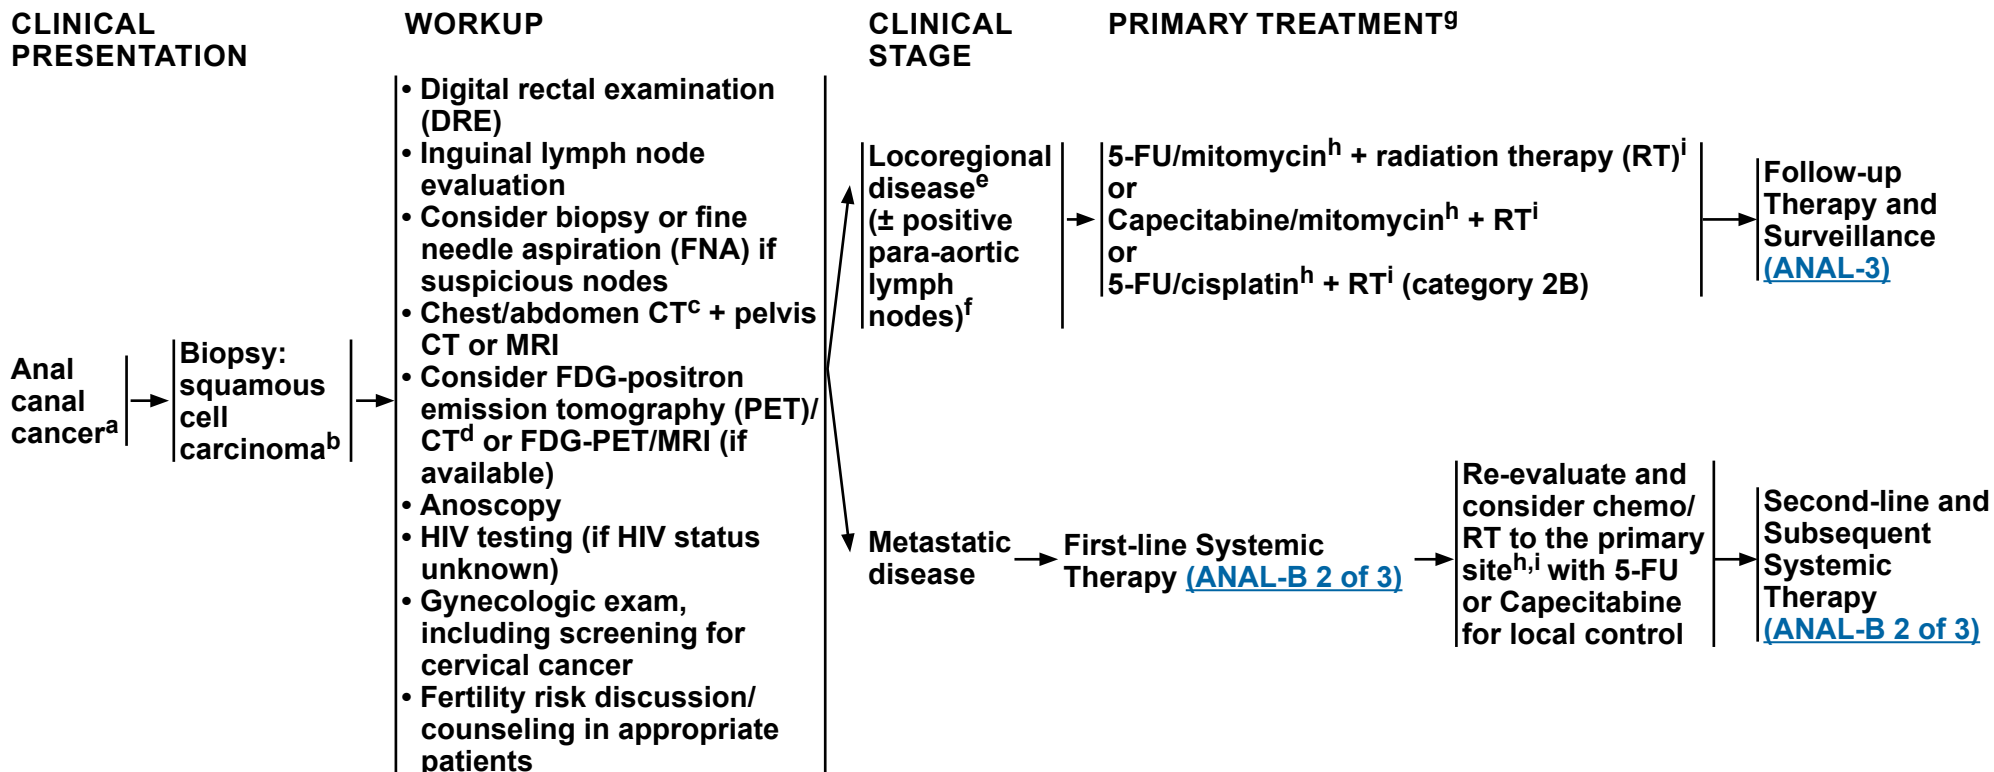 CLINICAL
PRESENTATION
WORKUP
CLINICAL
STAGE
PRIMARY TREATMENTg
Anal
canal
cancera
Biopsy:
squamous
cell
carcinomab
• Digital rectal examination
(DRE)
• Inguinal lymph node
evaluation
• Consider biopsy or fine
needle aspiration (FNA) if
suspicious nodes
• Chest/abdomen CTc + pelvis
CT or MRI
• Consider FDG-positron
emission tomography (PET)/
CTd or FDG-PET/MRI (if
available)
• Anoscopy
• HIV testing (if HIV status
unknown)
• Gynecologic exam,
including screening for
cervical cancer
• Fertility risk discussion/
counseling in appropriate
patients
Locoregional
diseasee
(± positive
para-aortic
lymph
nodes)f
5-FU/mitomycinh + radiation therapy (RT)i
or
Capecitabine/mitomycinh + RTi
or
5-FU/cisplatinh + RTi (category 2B)
Follow-up
Therapy and
Surveillance
(ANAL-3)
Metastatic
disease
First-line Systemic
Therapy (ANAL-B 2 of 3)
Re-evaluate and
consider chemo/
RT to the primary
siteh,i with 5-FU
or Capecitabine
for local control
Second-line and
Subsequent
Systemic
Therapy
(ANAL-B 2 of 3)